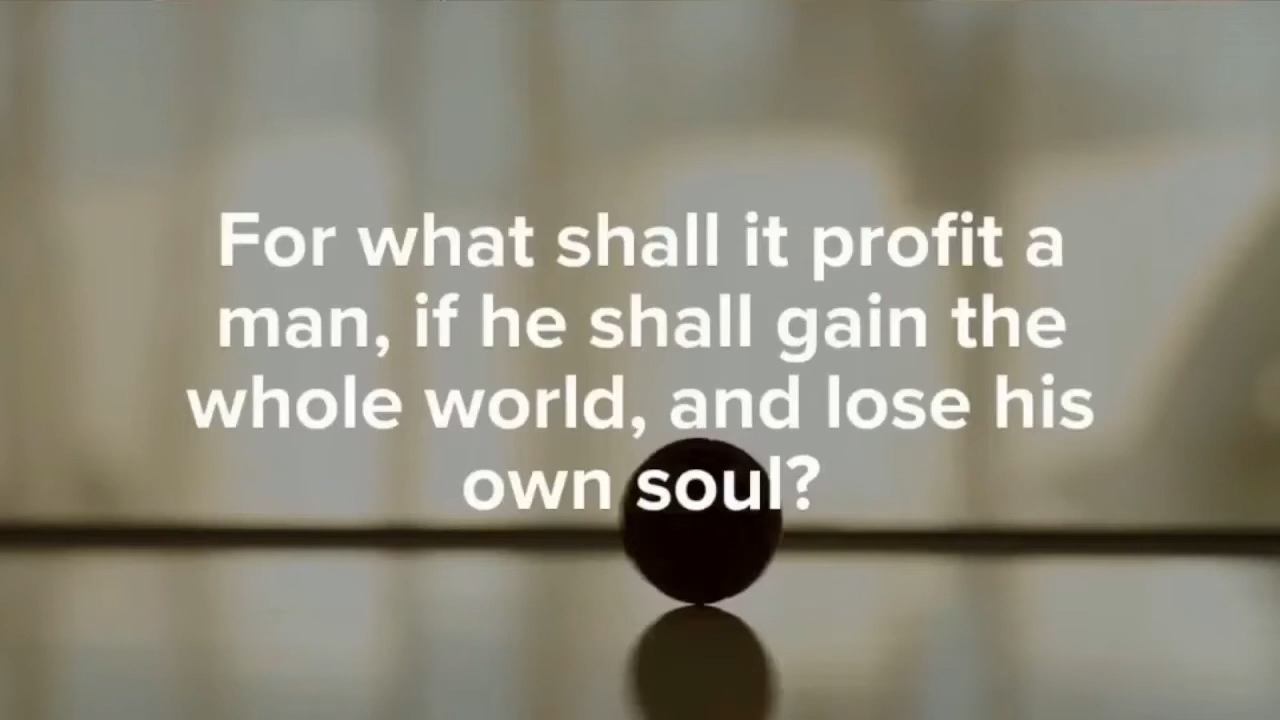 For what shall it profit a
man, if he shall gain the
whole world, and lose his
own soul?